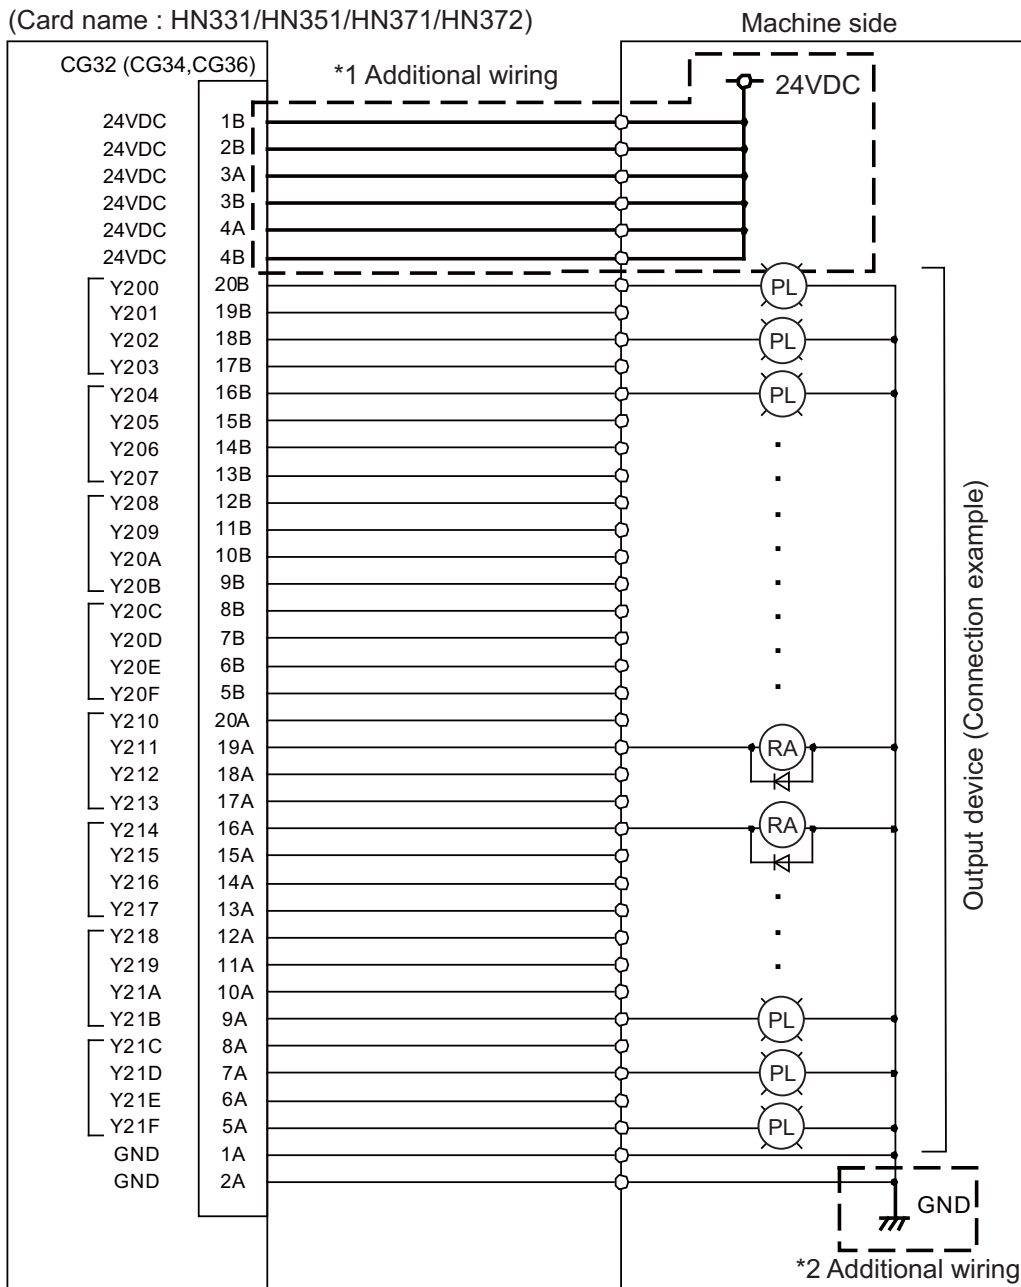 (Card name : HN331/HN351/HN371/HN372)
Machine side
CG32 (CG34,CG36)
*1 Additional wiring
24VDC
24VDC 1B
24VDC 2B
24VDC 3A
24VDC 3B
24VDC 4A
24VDC 4B
Y200 20B PL
Y201 19B
Y202 18B PL
Y203 17B
Y204 16B PL
Y205 15B
Y206 14B
Y207 13B
Y208 12B
Y209 11B
Y20A 10B
Y20B 9B
Y20C 8B
Y20D 7B
Y20E 6B
Y20F 5B
Y210 20A
Y211 19A RA
Y212 18A
Y213 17A
Y214 16A RA
Y215 15A
Y216 14A
Y217 13A
Y218 12A
Y219 11A
Y21A 10A
Y21B 9A PL
Y21C 8A
Y21D 7A PL
Y21E 6A
Y21F 5A PL
GND 1A
GND 2A
Output device (Connection example)
GND
*2 Additional wiring